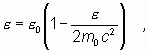 ε = ε₀(1 − ε / 2m₀c²) ,